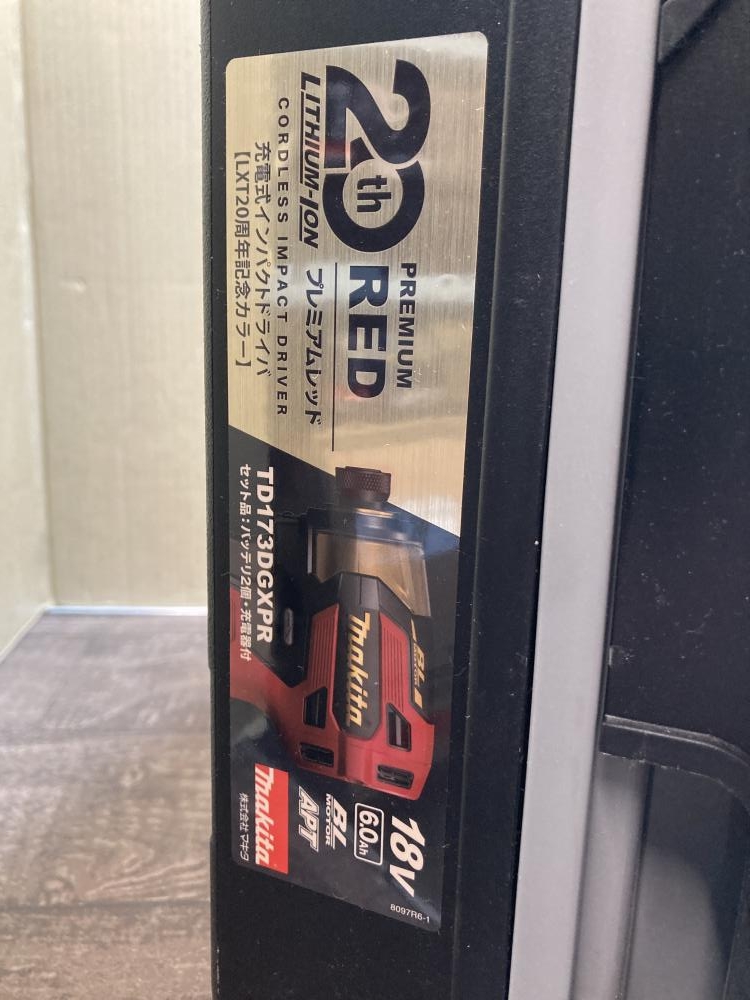 20th
PREMIUM
RED
LITHIUM-ION
プレミアムレッド
CORDLESS IMPACT DRIVER
充電式インパクトドライバ
【LXT20周年記念カラー】
TD173DGXPR
セット品：バッテリ2個・充電器付
BL
MOTOR
makita
18V
6.0Ah
BL
MOTOR
APT
makita
株式会社マキタ
8097R6-1